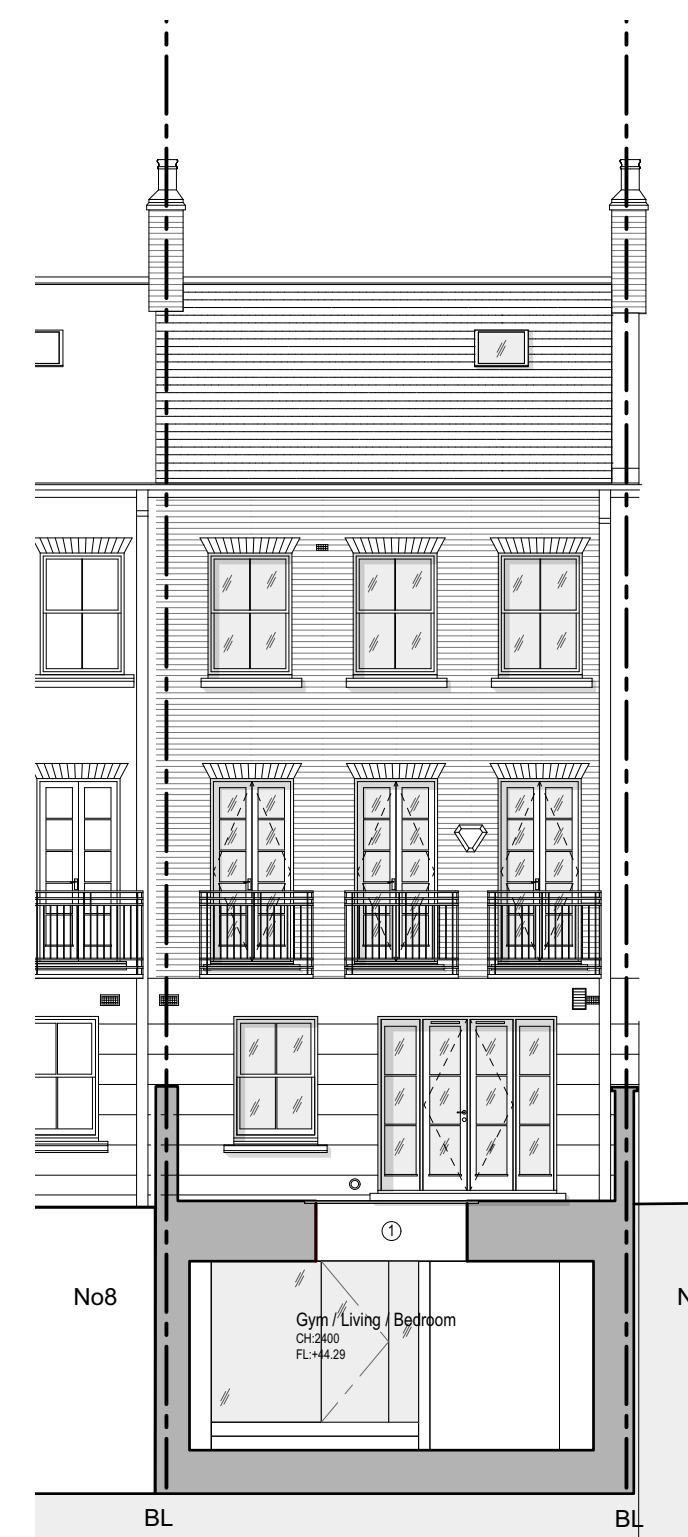 ①
No8
N
Gym / Living / Bedroom
CH:2400
FL:+44.29
BL
BL